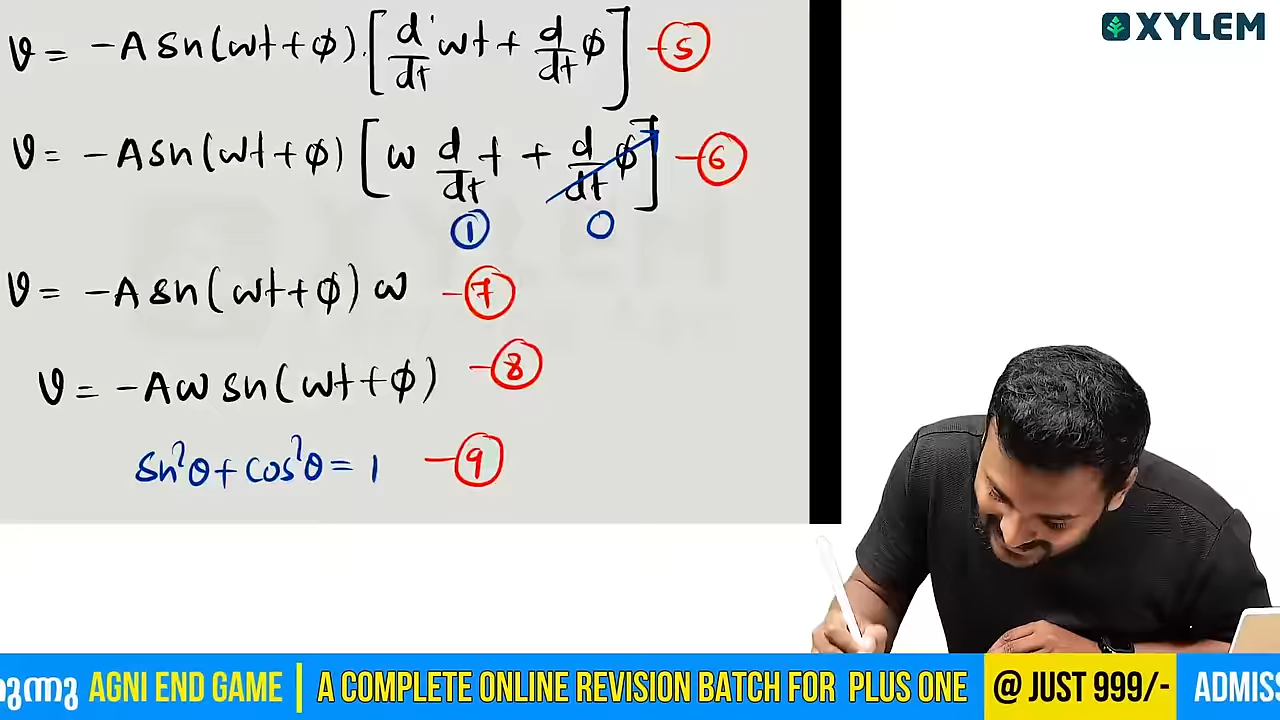 XYLEM
v = -A sn(ωt+φ).[d/dt ωt + d/dt φ] -5
v = -A sn(ωt+φ) [ω d/dt t + d/dt φ] -6
1 0
v = -A sn(ωt+φ) ω -7
v = -Aω sn(ωt+φ) -8
sn²θ + cos²θ = 1 -9
AGNI END GAME | A COMPLETE ONLINE REVISION BATCH FOR PLUS ONE @ JUST 999/- ADMISS